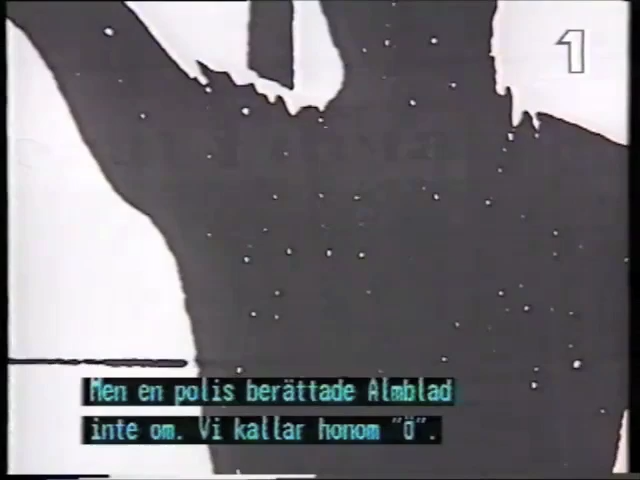 1
Men en polis berättade Almblad
inte om. Vi kallar honom "Ö".